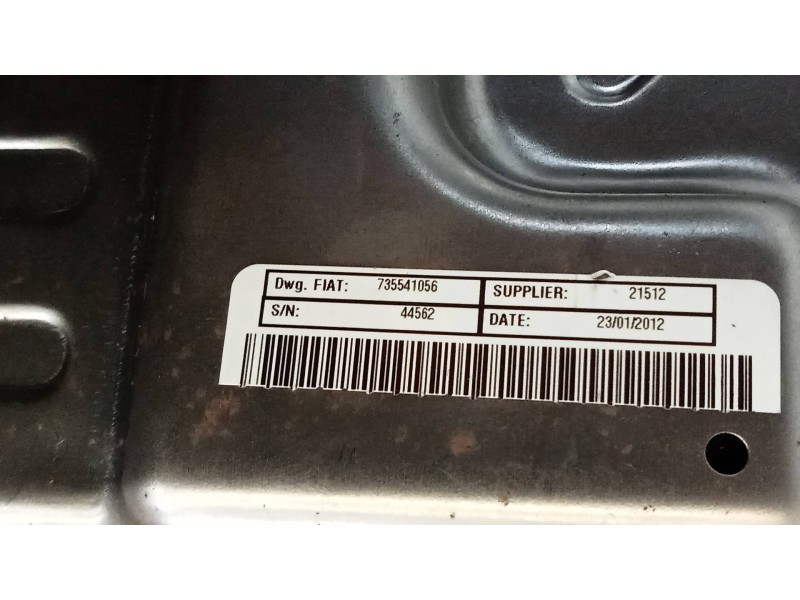 Dwg. FIAT: 735541056 SUPPLIER: 21512
S/N: 44562 DATE: 23/01/2012